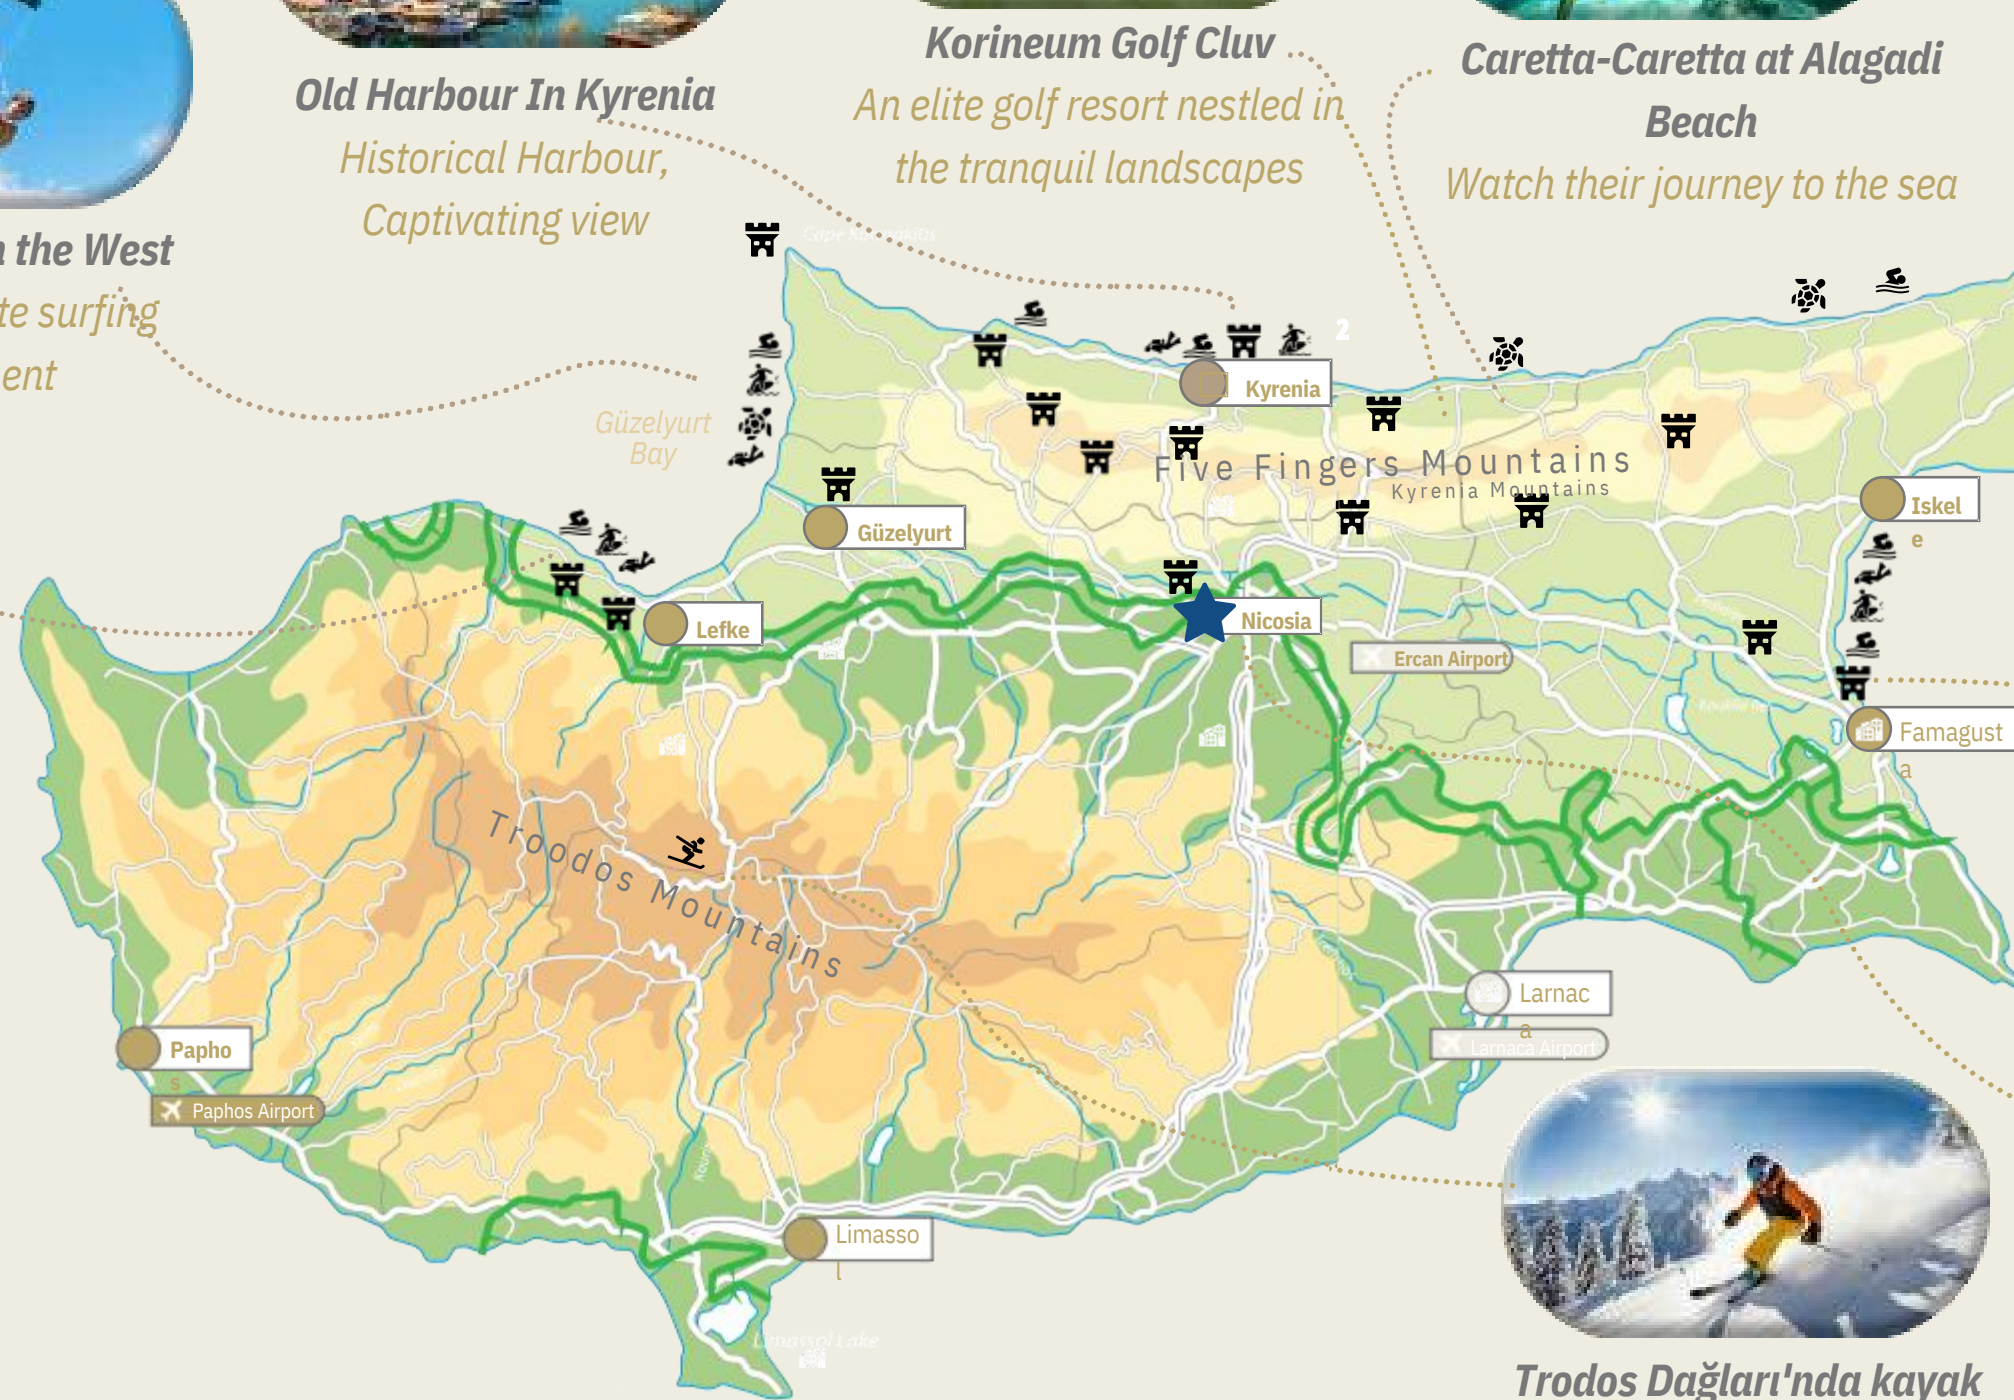 Old Harbour In Kyrenia
Historical Harbour,
Captivating view
Korineum Golf Cluv
An elite golf resort nestled in
the tranquil landscapes
Caretta-Caretta at Alagadi
Beach
Watch their journey to the sea
the West
te surfing
ent
2
Kyrenia
Güzelyurt
Bay
Five Fingers Mountains
Kyrenia Mountains
Güzelyurt
Iskel
e
Lefke
Nicosia
Ercan Airport
Famagust
a
Troodos Mountains
Larnac
a
Larnaca Airport
Papho
s
Paphos Airport
Limasso
l
Limassol Lake
Trodos Dağları'nda kayak